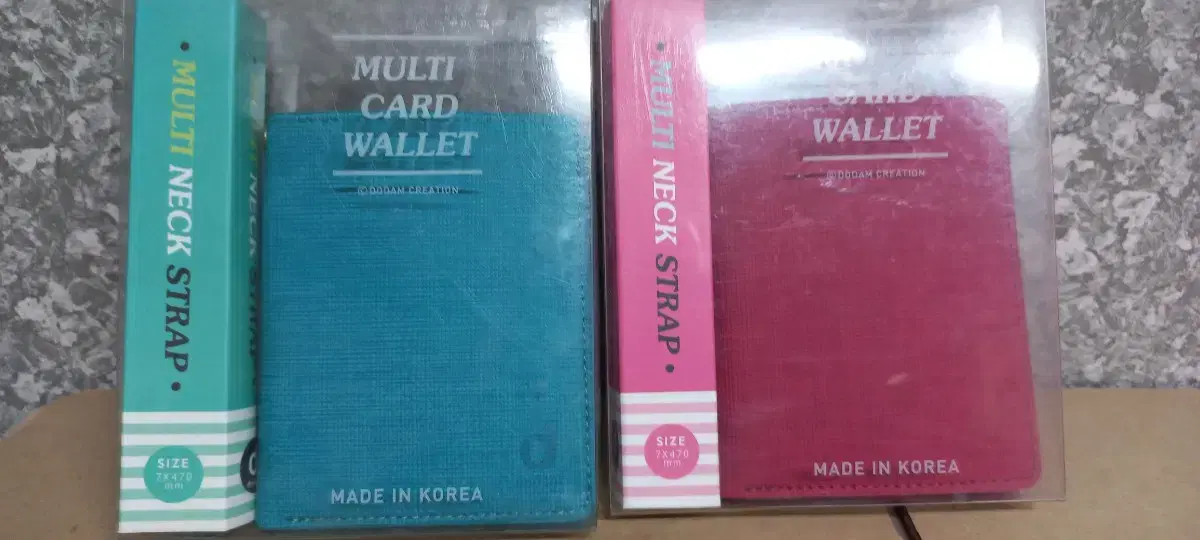 • MULTI NECK STRAP •
SIZE
7X470
mm
MULTI
CARD
WALLET
©DODAM CREATION
d
MADE IN KOREA
• MULTI NECK STRAP •
SIZE
7X470
mm
CARD
WALLET
©DODAM CREATION
MADE IN KOREA